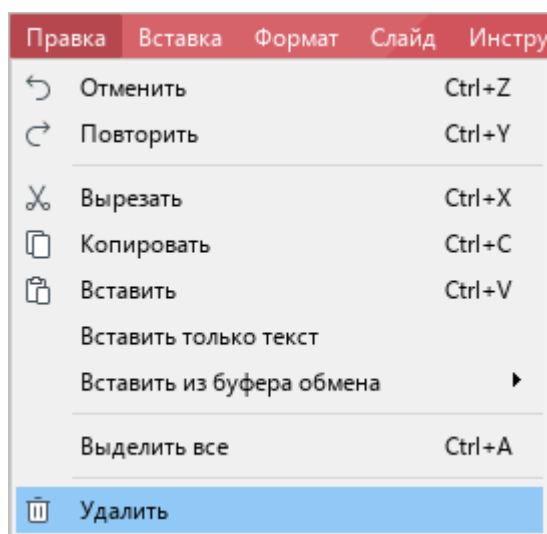 Правка Вставка Формат Слайд Инстру
Отменить Ctrl+Z
Повторить Ctrl+Y
Вырезать Ctrl+X
Копировать Ctrl+C
Вставить Ctrl+V
Вставить только текст
Вставить из буфера обмена
Выделить все Ctrl+A
Удалить